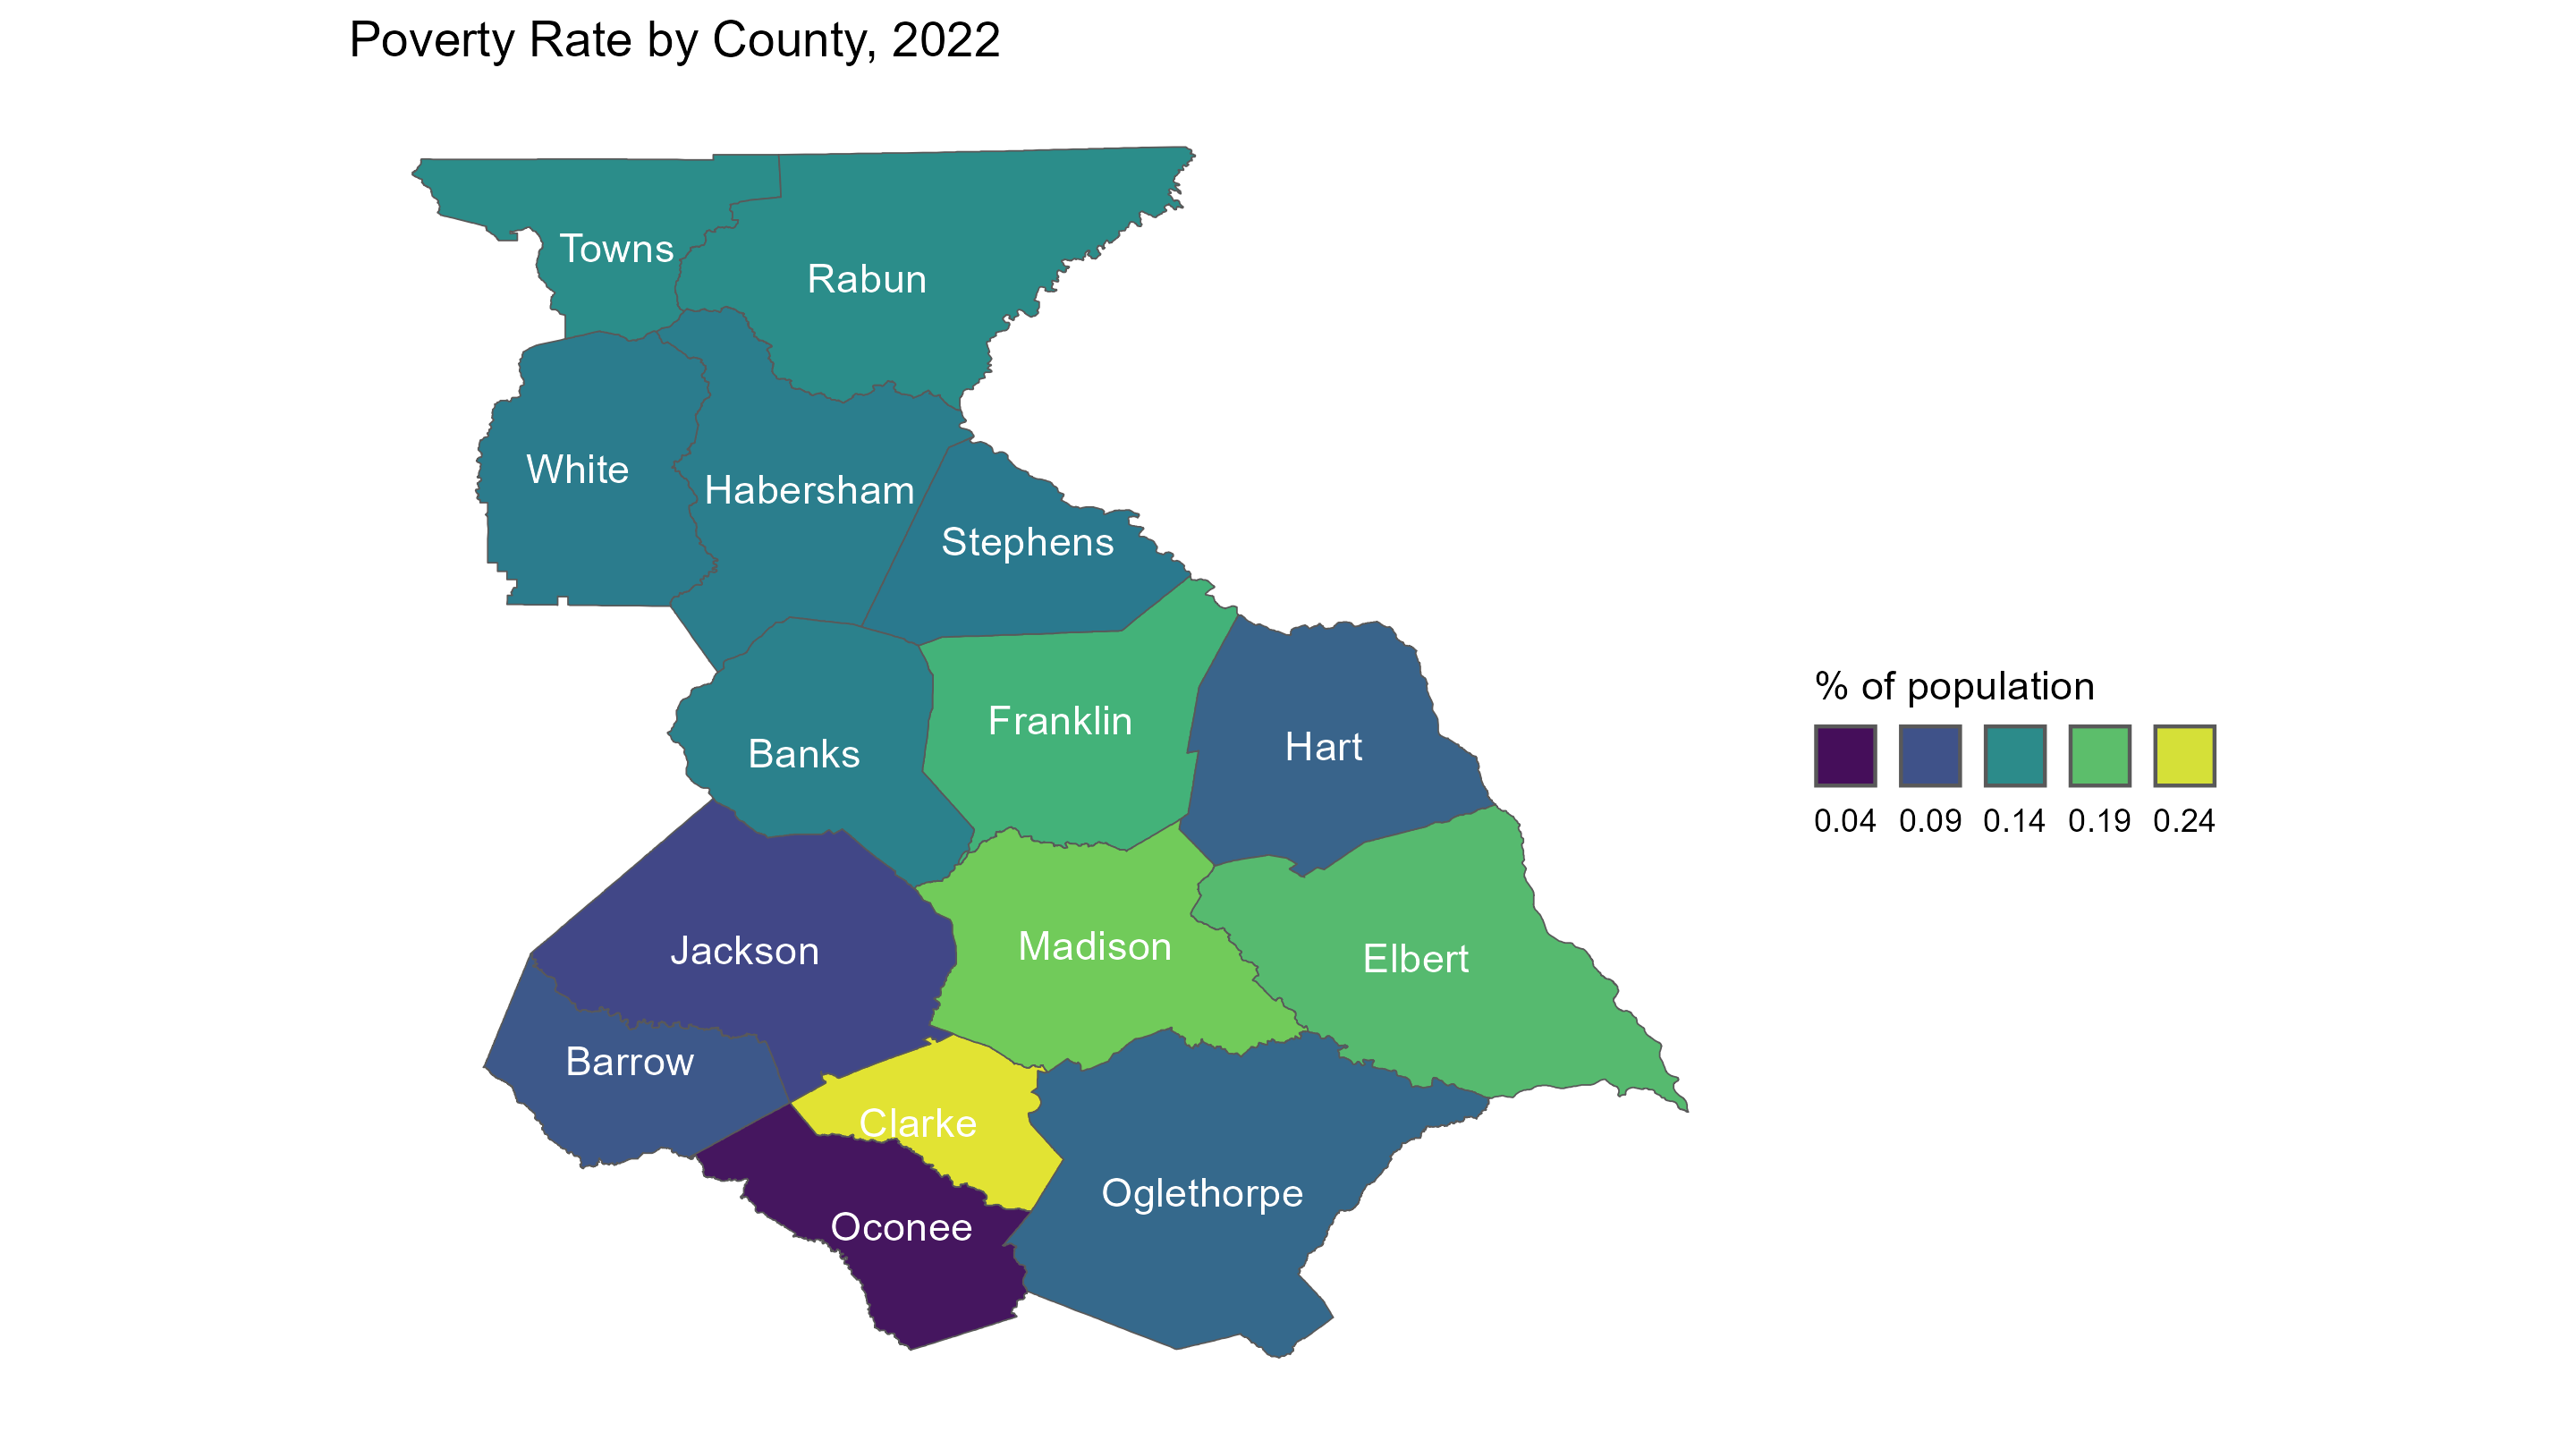 Poverty Rate by County, 2022
Towns
Rabun
White
Habersham
Stephens
Franklin
Hart
Banks
% of population
0.04 0.09 0.14 0.19 0.24
Jackson
Madison
Elbert
Barrow
Clarke
Oglethorpe
Oconee